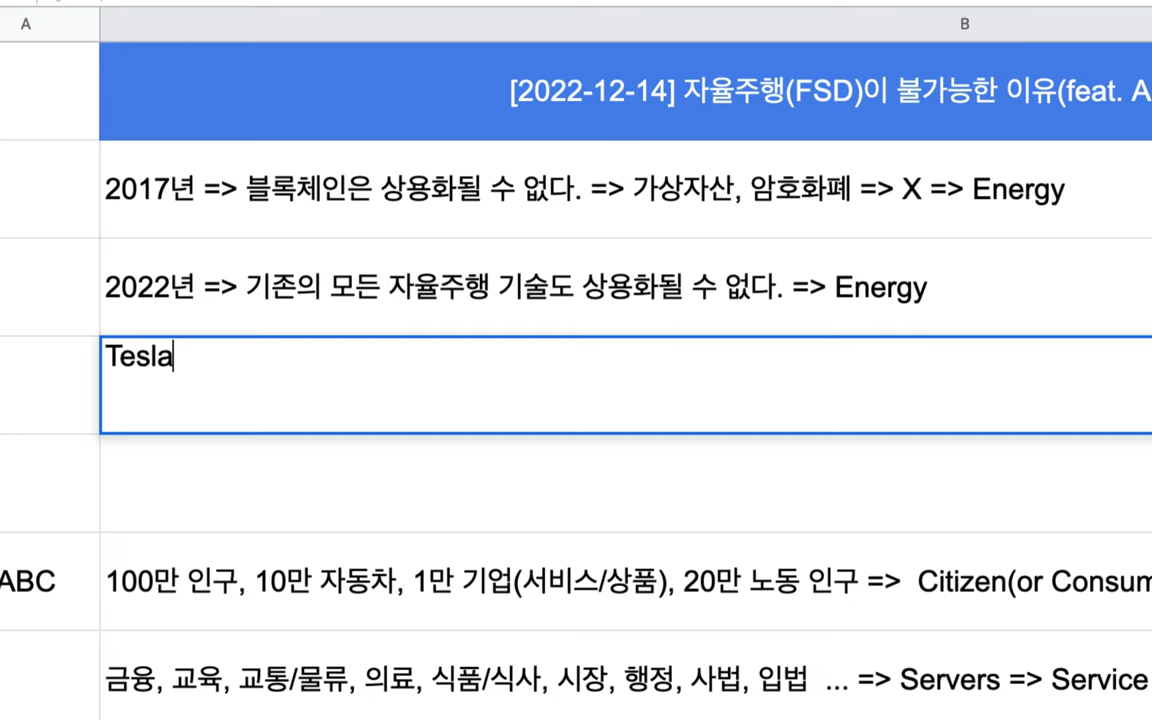 A
B
[2022-12-14] 자율주행(FSD)이 불가능한 이유(feat. A
2017년 => 블록체인은 상용화될 수 없다. => 가상자산, 암호화폐 => X => Energy
2022년 => 기존의 모든 자율주행 기술도 상용화될 수 없다. => Energy
Tesla
ABC
100만 인구, 10만 자동차, 1만 기업(서비스/상품), 20만 노동 인구 => Citizen(or Consum
금융, 교육, 교통/물류, 의료, 식품/식사, 시장, 행정, 사법, 입법 ... => Servers => Service